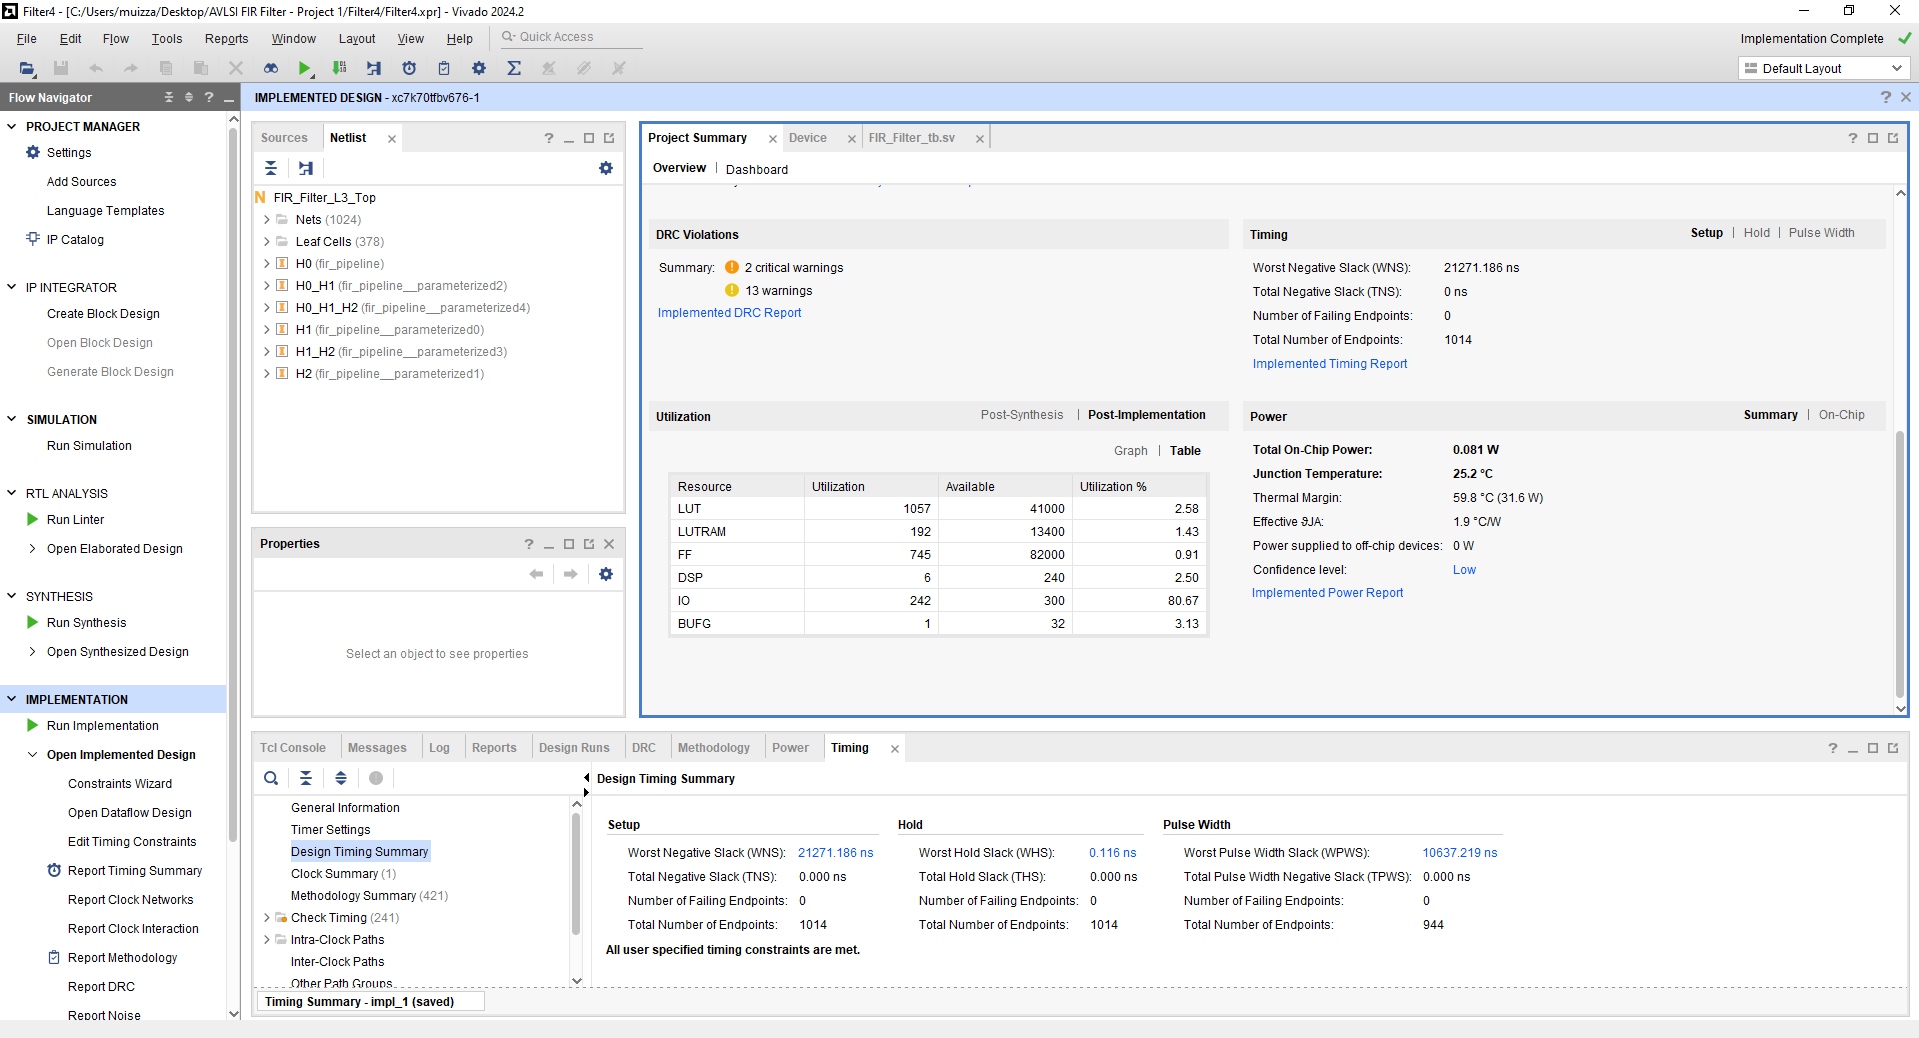 Filter4 - [C:/Users/muizza/Desktop/AVLSI FIR Filter - Project 1/Filter4/Filter4.xpr] - Vivado 2024.2
File Edit Flow Tools Reports Window Layout View Help Quick Access
Implementation Complete
Default Layout
Flow Navigator
PROJECT MANAGER
Settings
Add Sources
Language Templates
IP Catalog
IP INTEGRATOR
Create Block Design
Open Block Design
Generate Block Design
SIMULATION
Run Simulation
RTL ANALYSIS
Run Linter
Open Elaborated Design
SYNTHESIS
Run Synthesis
Open Synthesized Design
IMPLEMENTATION
Run Implementation
Open Implemented Design
Constraints Wizard
Open Dataflow Design
Edit Timing Constraints
Report Timing Summary
Report Clock Networks
Report Clock Interaction
Report Methodology
Report DRC
Report Noise
IMPLEMENTED DESIGN - xc7k70tfbv676-1
Sources Netlist
FIR_Filter_L3_Top
Nets (1024)
Leaf Cells (378)
H0 (fir_pipeline)
H0_H1 (fir_pipeline__parameterized2)
H0_H1_H2 (fir_pipeline__parameterized4)
H1 (fir_pipeline__parameterized0)
H1_H2 (fir_pipeline__parameterized3)
H2 (fir_pipeline__parameterized1)
Properties
Select an object to see properties
Project Summary Device FIR_Filter_tb.sv
Overview | Dashboard
DRC Violations
Summary: 2 critical warnings
13 warnings
Implemented DRC Report
Timing Setup | Hold | Pulse Width
Worst Negative Slack (WNS): 21271.186 ns
Total Negative Slack (TNS): 0 ns
Number of Failing Endpoints: 0
Total Number of Endpoints: 1014
Implemented Timing Report
Utilization Post-Synthesis | Post-Implementation
Graph | Table
Resource Utilization Available Utilization %
LUT 1057 41000 2.58
LUTRAM 192 13400 1.43
FF 745 82000 0.91
DSP 6 240 2.50
IO 242 300 80.67
BUFG 1 32 3.13
Power Summary | On-Chip
Total On-Chip Power: 0.081 W
Junction Temperature: 25.2 °C
Thermal Margin: 59.8 °C (31.6 W)
Effective ϑJA: 1.9 °C/W
Power supplied to off-chip devices: 0 W
Confidence level: Low
Implemented Power Report
Tcl Console Messages Log Reports Design Runs DRC Methodology Power Timing
General Information
Timer Settings
Design Timing Summary
Clock Summary (1)
Methodology Summary (421)
Check Timing (241)
Intra-Clock Paths
Inter-Clock Paths
Other Path Groups
Design Timing Summary
Setup Hold Pulse Width
Worst Negative Slack (WNS): 21271.186 ns Worst Hold Slack (WHS): 0.116 ns Worst Pulse Width Slack (WPWS): 10637.219 ns
Total Negative Slack (TNS): 0.000 ns Total Hold Slack (THS): 0.000 ns Total Pulse Width Negative Slack (TPWS): 0.000 ns
Number of Failing Endpoints: 0 Number of Failing Endpoints: 0 Number of Failing Endpoints: 0
Total Number of Endpoints: 1014 Total Number of Endpoints: 1014 Total Number of Endpoints: 944
All user specified timing constraints are met.
Timing Summary - impl_1 (saved)